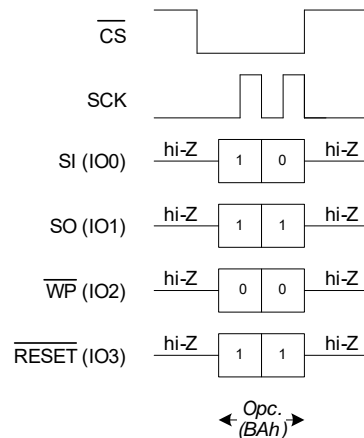 CS
SCK
hi-Z hi-Z
SI (IO0) 1 0
hi-Z hi-Z
SO (IO1) 1 1
hi-Z hi-Z
WP (IO2) 0 0
hi-Z hi-Z
RESET (IO3) 1 1
Opc.
(BAh)